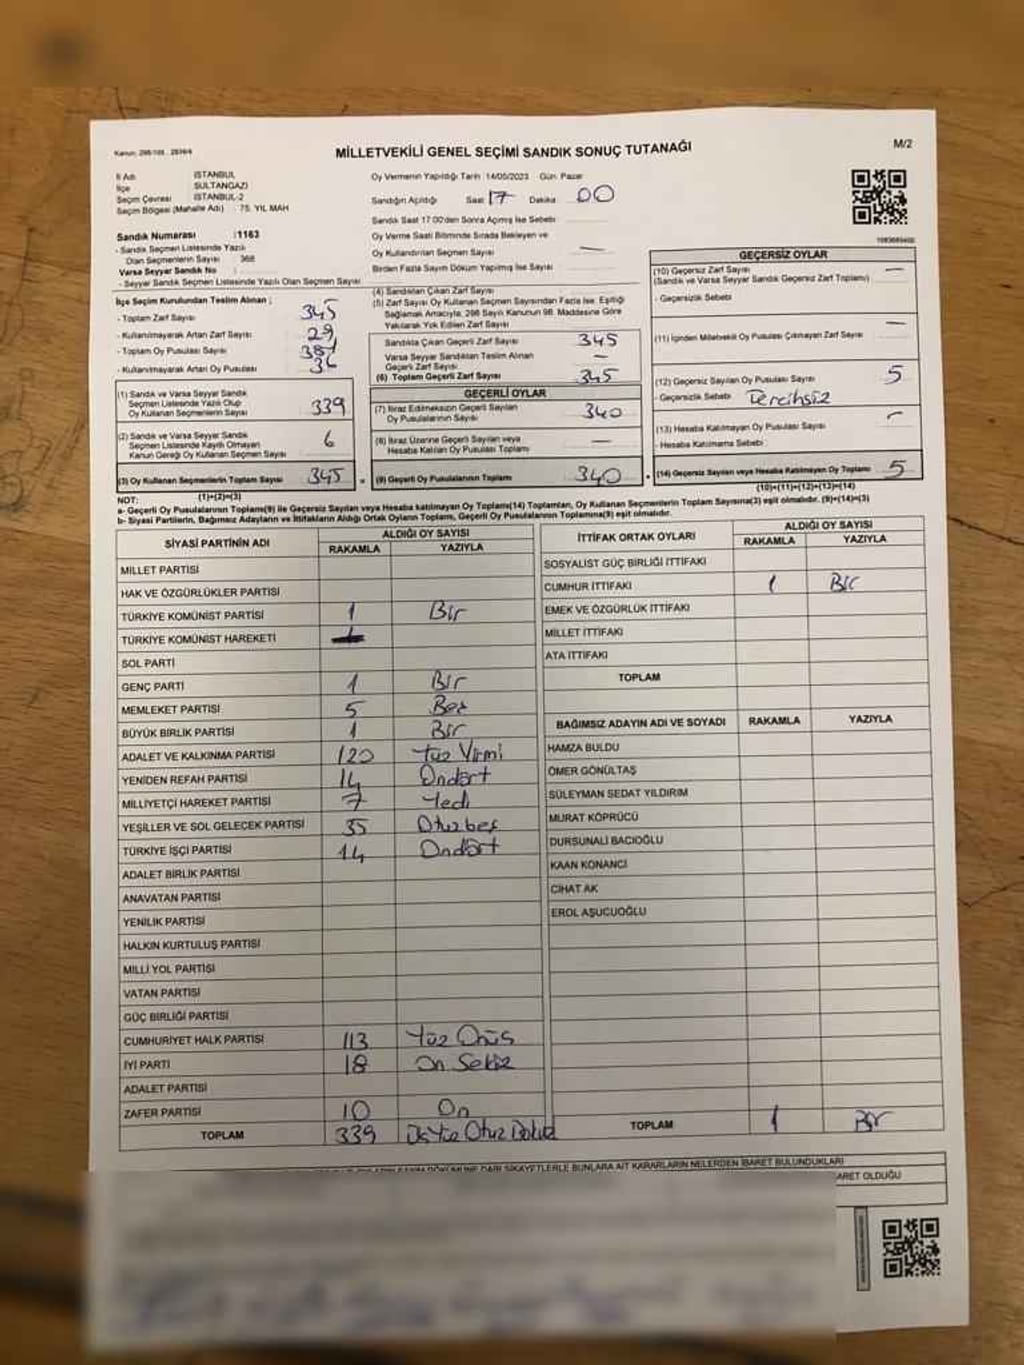 Kanun: 298/105 , 2839/4
MİLLETVEKİLİ GENEL SEÇİMİ SANDIK SONUÇ TUTANAĞI
M/2
İl Adı İSTANBUL
İlçe SULTANGAZİ
Seçim Çevresi İSTANBUL-2
Seçim Bölgesi (Mahalle Adı) : 75. YIL MAH
Sandık Numarası :1163
- Sandık Seçmen Listesinde Yazılı
Olan Seçmenlerin Sayısı 368
Varsa Seyyar Sandık No
- Seyyar Sandık Seçmen Listesinde Yazılı Olan Seçmen Sayısı
İlçe Seçim Kurulundan Teslim Alınan ;
- Toplam Zarf Sayısı 345
- Kullanılmayarak Artan Zarf Sayısı 29
- Toplam Oy Pusulası Sayısı
- Kullanılmayarak Artan Oy Pusulası
Oy Vermenin Yapıldığı Tarih :14/05/2023 Gün: Pazar
Sandığın Açıldığı Saat 17 Dakika 00
Sandık Saat 17:00'den Sonra Açımış İse Sebebi
Oy Verme Saati Bitiminde Sırada Bekleyen ve
Oy Kullandırılan Seçmen Sayısı —
Birden Fazla Sayım Döküm Yapılmış İse Sayısı
(4) Sandıktan Çıkan Zarf Sayısı
(5) Zarf Sayısı Oy Kullanan Seçmen Sayısından Fazla İse, Eşitliği
Sağlamak Amacıyla, 298 Sayılı Kanunun 98. Maddesine Göre
Yakılarak Yok Edilen Zarf Sayısı
Sandıkta Çıkan Geçerli Zarf Sayısı 345
Varsa Seyyar Sandıktan Teslim Alınan
Geçerli Zarf Sayısı —
(6) Toplam Geçerli Zarf Sayısı 345
GEÇERSİZ OYLAR
(10) Geçersiz Zarf Sayısı —
(Sandık ve Varsa Seyyar Sandık Geçersiz Zarf Toplamı)
- Geçersizlik Sebebi
(11) İçinden Milletvekili Oy Pusulası Çıkmayan Zarf Sayısı —
(12) Geçersiz Sayılan Oy Pusulası Sayısı 5
- Geçersizlik Sebebi Tercihsiz
(13) Hesaba Katılmayan Oy Pusulası Sayısı —
- Hesaba Katılmama Sebebi
(14) Geçersiz Sayılan veya Hesaba Katılmayan Oy Toplamı 5
(10)+(11)+(12)+(13)=(14)
(1) Sandık ve Varsa Seyyar Sandık
Seçmen Listesinde Yazılı Olup
Oy Kullanan Seçmenlerin Sayısı 339
(2) Sandık ve Varsa Seyyar Sandık
Seçmen Listesinde Kayıtlı Olmayan
Kanun Gereği Oy Kullanan Seçmen Sayısı 6
(3) Oy Kullanan Seçmenlerin Toplam Sayısı 345
(1)+(2)=(3)
GEÇERLİ OYLAR
(7) İtiraz Edilmeksizin Geçerli Sayılan
Oy Pusulalarının Sayısı 340
(8) İtiraz Üzerine Geçerli Sayılan veya
Hesaba Katılan Oy Pusulası Toplamı —
(9) Geçerli Oy Pusulalarının Toplamı 340
NOT:
a- Geçerli Oy Pusulalarının Toplamı(9) ile Geçersiz Sayılan veya Hesaba katılmayan Oy Toplamı(14) Toplamları, Oy Kullanan Seçmenlerin Toplam Sayısına(3) eşit olmalıdır. (9)+(14)=(3)
b- Siyasi Partilerin, Bağımsız Adayların ve İttifakların Aldığı Ortak Oyların Toplamı, Geçerli Oy Pusulalarının Toplamına(9) eşit olmalıdır.
SİYASİ PARTİNİN ADI ALDIĞI OY SAYISI
RAKAMLA YAZIYLA
MİLLET PARTİSİ
HAK VE ÖZGÜRLÜKLER PARTİSİ
TÜRKİYE KOMÜNİST PARTİSİ 1 Bir
TÜRKİYE KOMÜNİST HAREKETİ
SOL PARTİ
GENÇ PARTİ 1 Bir
MEMLEKET PARTİSİ 5 Beş
BÜYÜK BİRLİK PARTİSİ 1 Bir
ADALET VE KALKINMA PARTİSİ 120 Yüz Yirmi
YENİDEN REFAH PARTİSİ 14 Ondört
MİLLİYETÇİ HAREKET PARTİSİ 7 Yedi
YEŞİLLER VE SOL GELECEK PARTİSİ 35 Otuzbeş
TÜRKİYE İŞÇİ PARTİSİ 14 Ondört
ADALET BİRLİK PARTİSİ
ANAVATAN PARTİSİ
YENİLİK PARTİSİ
HALKIN KURTULUŞ PARTİSİ
MİLLİ YOL PARTİSİ
VATAN PARTİSİ
GÜÇ BİRLİĞİ PARTİSİ
CUMHURİYET HALK PARTİSİ 113 Yüz Onüç
İYİ PARTİ 18 On Sekiz
ADALET PARTİSİ
ZAFER PARTİSİ 10 On
TOPLAM 339 Üçyüz Otuz Dokuz
İTTİFAK ORTAK OYLARI ALDIĞI OY SAYISI
RAKAMLA YAZIYLA
SOSYALİST GÜÇ BİRLİĞİ İTTİFAKI
CUMHUR İTTİFAKI 1 Bir
EMEK VE ÖZGÜRLÜK İTTİFAKI
MİLLET İTTİFAKI
ATA İTTİFAKI
TOPLAM
BAĞIMSIZ ADAYIN ADI VE SOYADI RAKAMLA YAZIYLA
HAMZA BULDU
ÖMER GÖNÜLTAŞ
SÜLEYMAN SEDAT YILDIRIM
MURAT KÖPRÜCÜ
DURSUNALİ BACIOĞLU
KAAN KONANCİ
CİHAT AK
EROL AŞUCUOĞLU
TOPLAM 1 Bir
SİKAYETLERLE BUNLARA AİT KARARLARIN NELERDEN İBARET BULUNDUKLARI
ARET OLDUĞU